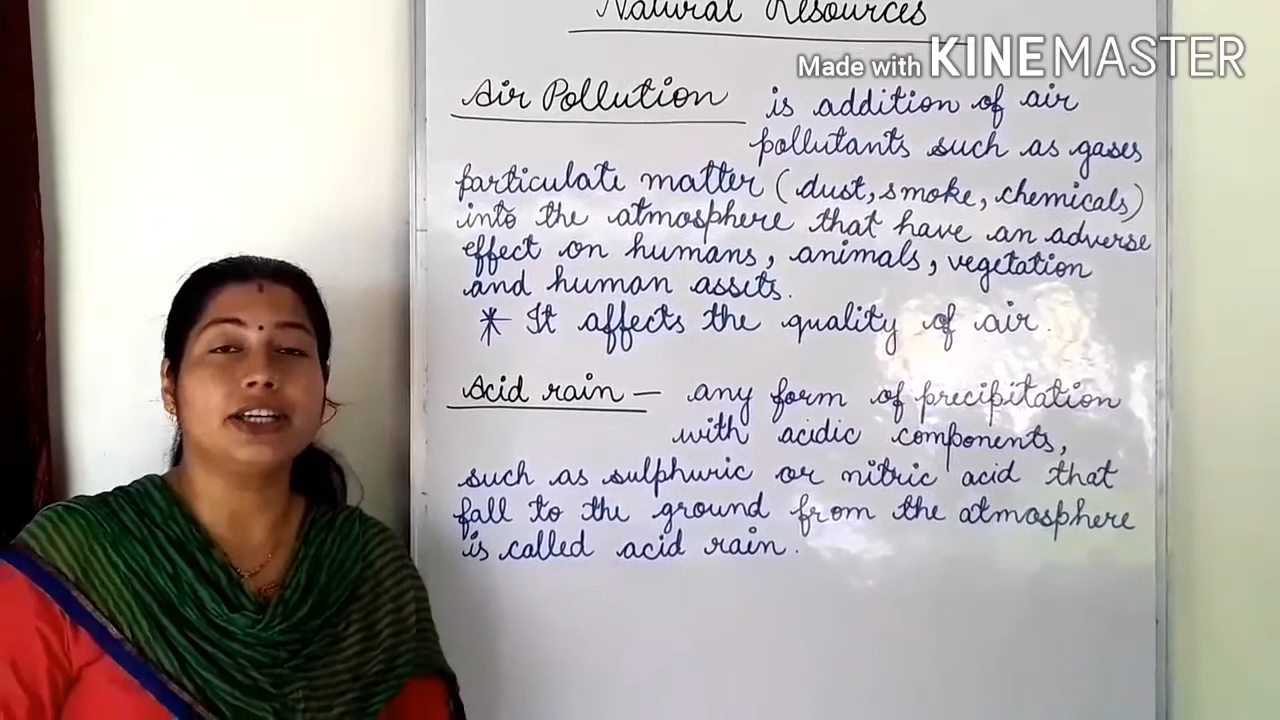 Natural Resources
Made with KINEMASTER
Air Pollution is addition of air
pollutants such as gases
particulate matter (dust, smoke, chemicals)
into the atmosphere that have an adverse
effect on humans, animals, vegetation
and human assets.
* It affects the quality of air.
Acid rain — any form of precipitation
with acidic components,
such as sulphuric or nitric acid that
fall to the ground from the atmosphere
is called acid rain.